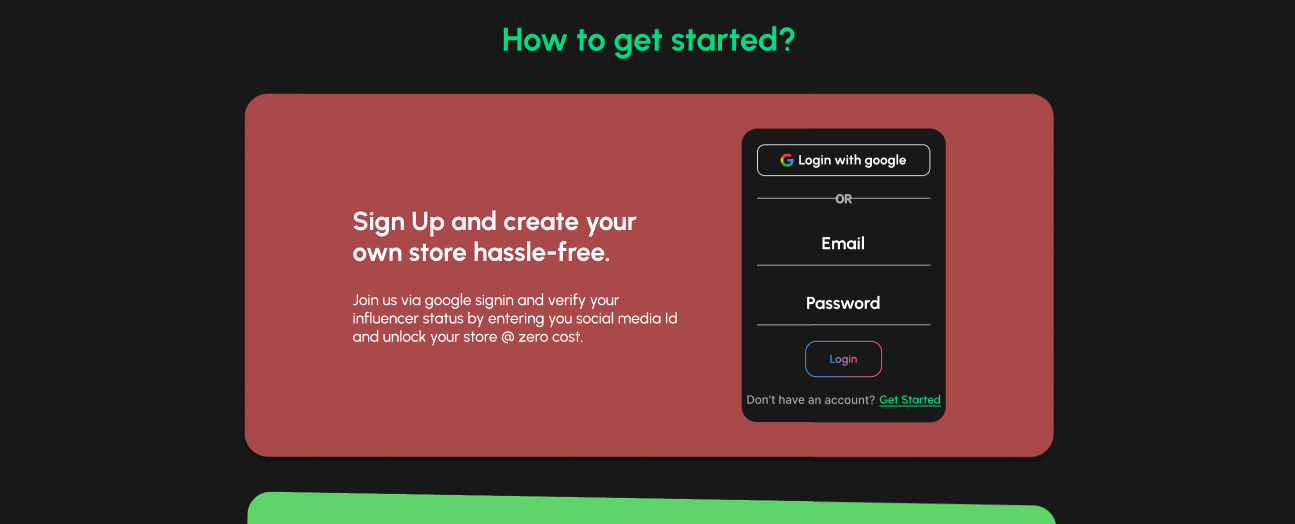 How to get started?
Sign Up and create your
own store hassle-free.
Join us via google signin and verify your
influencer status by entering you social media Id
and unlock your store @ zero cost.
Login with google
OR
Email
Password
Login
Don't have an account? Get Started